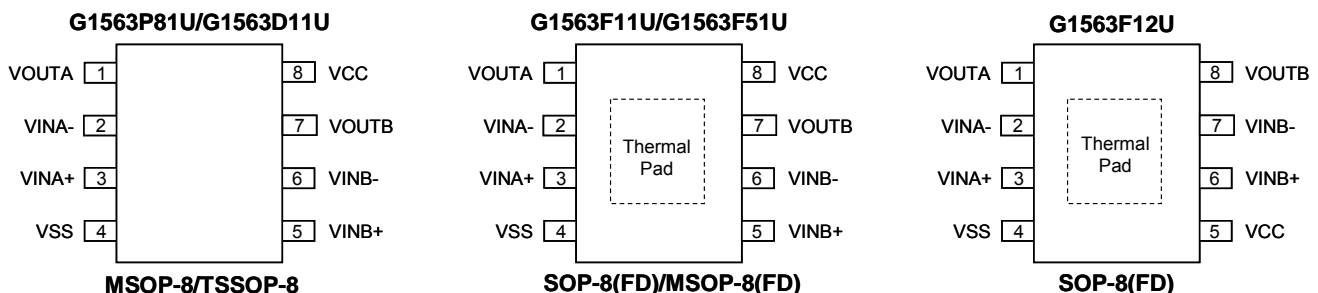 G1563P81U/G1563D11U
VOUTA 1 8 VCC
VINA- 2 7 VOUTB
VINA+ 3 6 VINB-
VSS 4 5 VINB+
MSOP-8/TSSOP-8
G1563F11U/G1563F51U
VOUTA 1 8 VCC
VINA- 2 7 VOUTB
Thermal
Pad
VINA+ 3 6 VINB-
VSS 4 5 VINB+
SOP-8(FD)/MSOP-8(FD)
G1563F12U
VOUTA 1 8 VOUTB
VINA- 2 7 VINB-
Thermal
Pad
VINA+ 3 6 VINB+
VSS 4 5 VCC
SOP-8(FD)